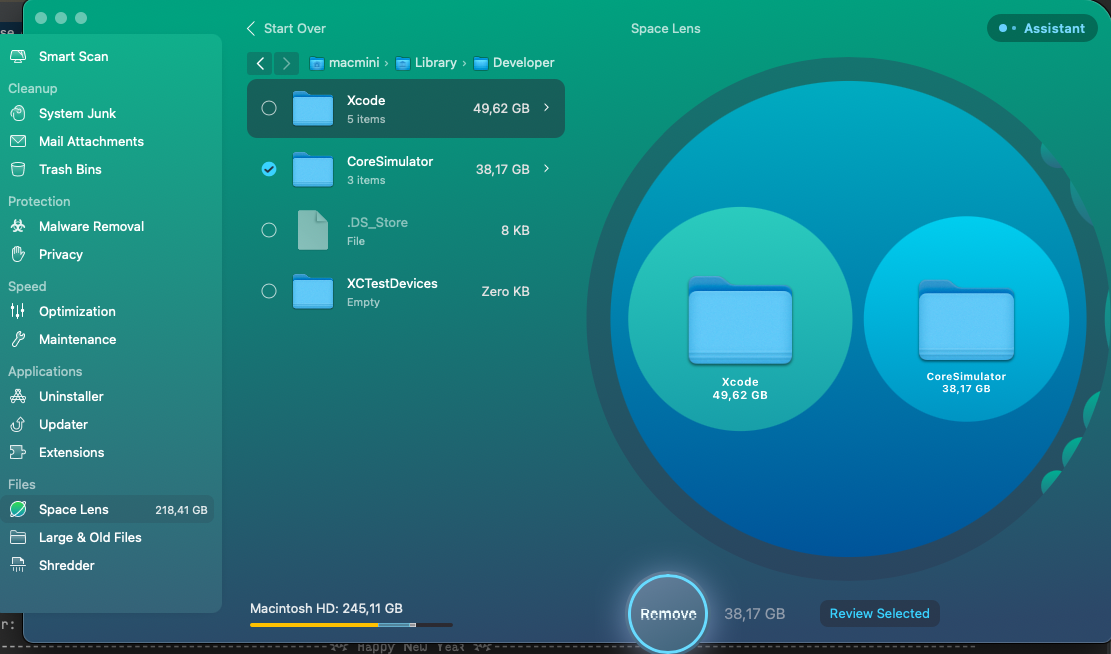 Start Over
Space Lens
Assistant
Smart Scan
Cleanup
System Junk
Mail Attachments
Trash Bins
Protection
Malware Removal
Privacy
Speed
Optimization
Maintenance
Applications
Uninstaller
Updater
Extensions
Files
Space Lens 218,41 GB
Large & Old Files
Shredder
macmini › Library › Developer
Xcode
5 items
49,62 GB
CoreSimulator
3 items
38,17 GB
.DS_Store
File
8 KB
XCTestDevices
Empty
Zero KB
Xcode
49,62 GB
CoreSimulator
38,17 GB
Macintosh HD: 245,11 GB
Remove
38,17 GB
Review Selected
Happy New Year